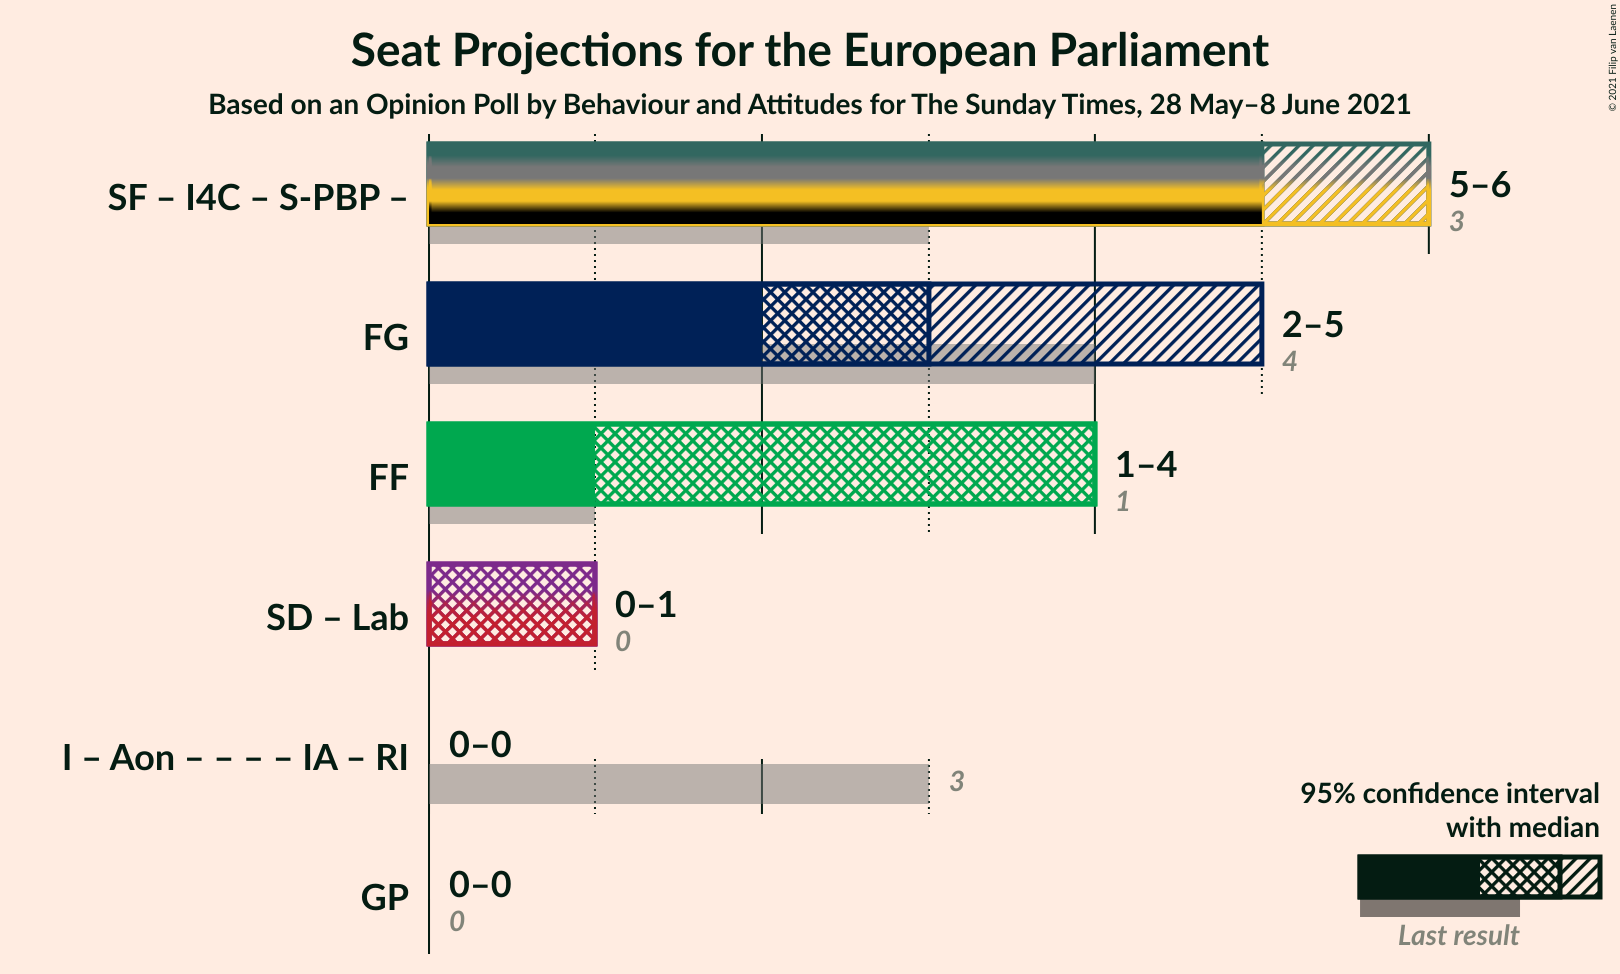 Seat Projections for the European Parliament
Based on an Opinion Poll by Behaviour and Attitudes for The Sunday Times, 28 May–8 June 2021
© 2021 Filip van Laenen
SF – I4C – S-PBP –
5–6
3
FG
2–5
4
FF
1–4
1
SD – Lab
0–1
0
I – Aon – – – – IA – RI
0–0
3
GP
0–0
0
95% confidence interval
with median
Last result